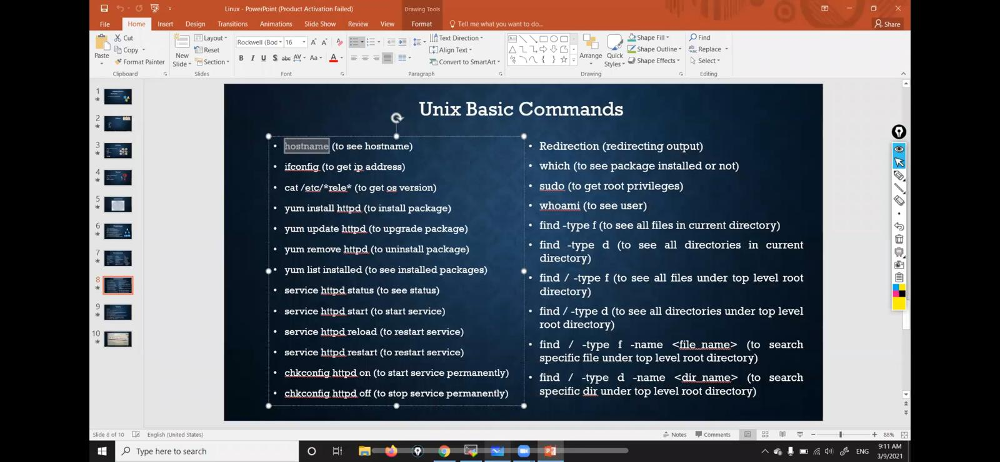 Linux - PowerPoint (Product Activation Failed)
Drawing Tools
File
Home
Insert
Design
Transitions
Animations
Slide Show
Review
View
Format
Tell me what you want to do...
Share
Paste
Cut
Copy
Format Painter
Clipboard
New
Slide
Layout
Reset
Section
Slides
Rockwell (Boc
16
B I U S abc AV Aa A
Font
Text Direction
Align Text
Convert to SmartArt
Paragraph
Arrange
Quick
Styles
Shape Fill
Shape Outline
Shape Effects
Drawing
Find
Replace
Select
Editing
1
2
3
4
5
6
7
8
9
10
Unix Basic Commands
• hostname (to see hostname)
• ifconfig (to get ip address)
• cat /etc/*rele* (to get os version)
• yum install httpd (to install package)
• yum update httpd (to upgrade package)
• yum remove httpd (to uninstall package)
• yum list installed (to see installed packages)
• service httpd status (to see status)
• service httpd start (to start service)
• service httpd reload (to restart service)
• service httpd restart (to restart service)
• chkconfig httpd on (to start service permanently)
• chkconfig httpd off (to stop service permanently)
• Redirection (redirecting output)
• which (to see package installed or not)
• sudo (to get root privileges)
• whoami (to see user)
• find -type f (to see all files in current directory)
• find -type d (to see all directories in current
directory)
• find / -type f (to see all files under top level root
directory)
• find / -type d (to see all directories under top level
root directory)
• find / -type f -name <file_name> (to search
specific file under top level root directory)
• find / -type d -name <dir_name> (to search
specific dir under top level root directory)
Slide 8 of 10
English (United States)
Notes
Comments
88%
Type here to search
ENG
9:11 AM
3/9/2021